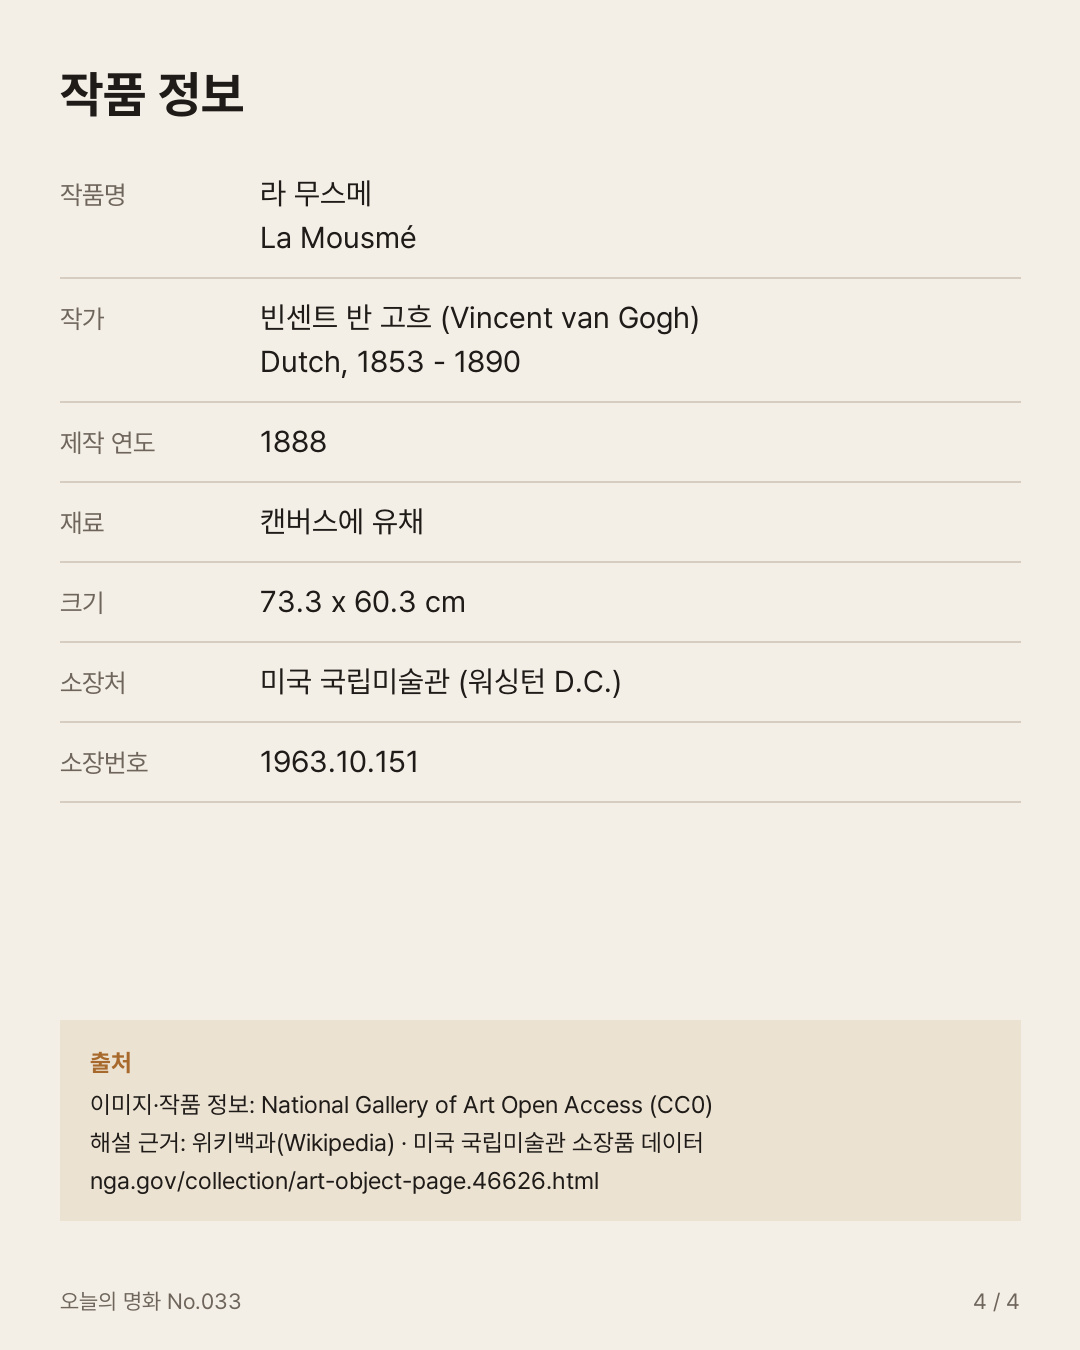 작품 정보
작품명
라 무스메
La Mousmé
작가
빈센트 반 고흐 (Vincent van Gogh)
Dutch, 1853 - 1890
제작 연도
1888
재료
캔버스에 유채
크기
73.3 x 60.3 cm
소장처
미국 국립미술관 (워싱턴 D.C.)
소장번호
1963.10.151
출처
이미지·작품 정보: National Gallery of Art Open Access (CC0)
해설 근거: 위키백과(Wikipedia) · 미국 국립미술관 소장품 데이터
nga.gov/collection/art-object-page.46626.html
오늘의 명화 No.033
4 / 4